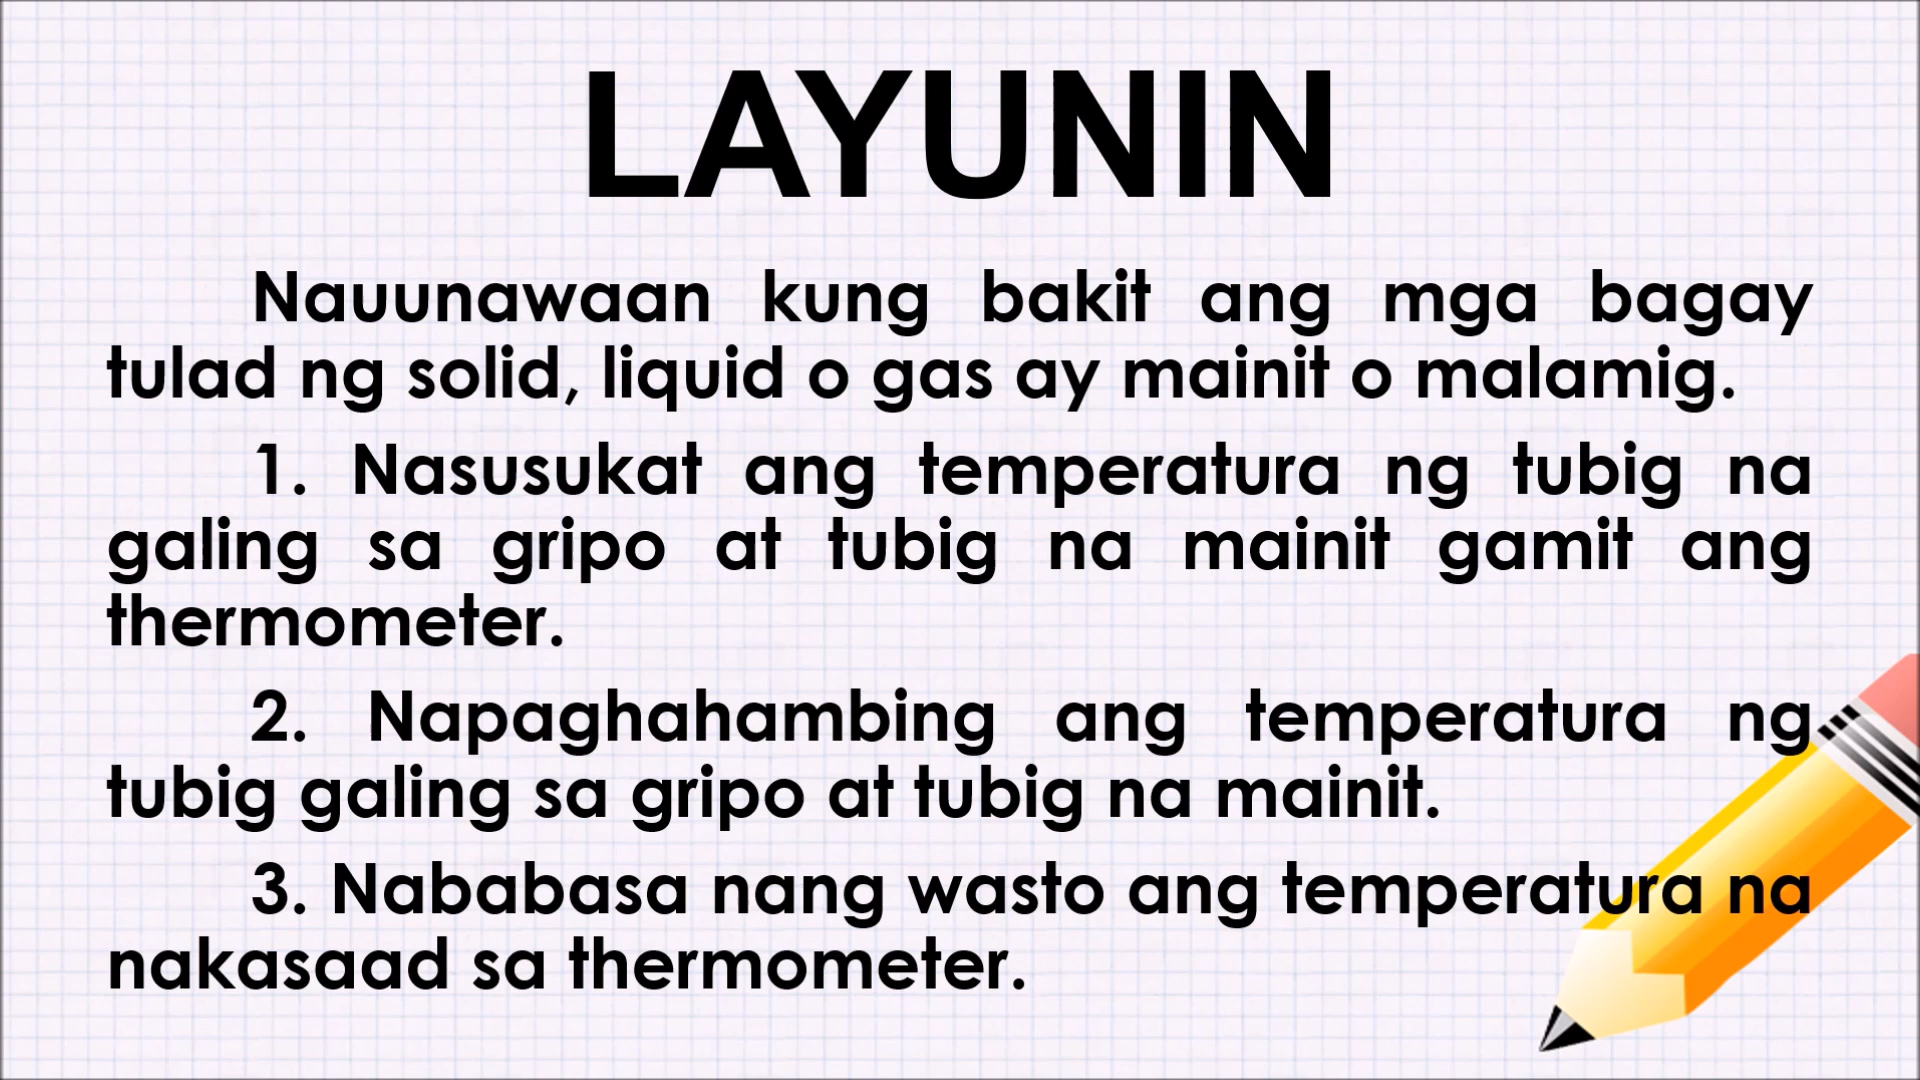 LAYUNIN
Nauunawaan kung bakit ang mga bagay
tulad ng solid, liquid o gas ay mainit o malamig.
1. Nasusukat ang temperatura ng tubig na
galing sa gripo at tubig na mainit gamit ang
thermometer.
2. Napaghahambing ang temperatura ng
tubig galing sa gripo at tubig na mainit.
3. Nababasa nang wasto ang temperatura na
nakasaad sa thermometer.